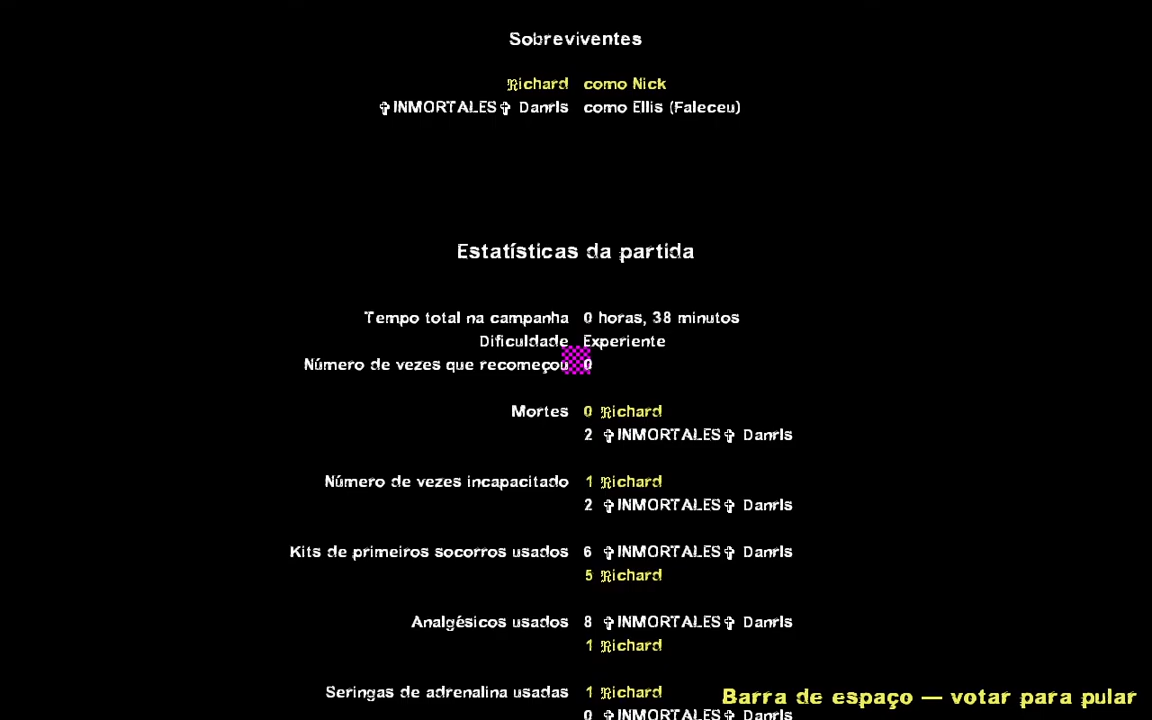 Sobreviventes
ℜichard como Nick
✞INMORTALES✞ Danrls como Ellis (Faleceu)
Estatísticas da partida
Tempo total na campanha 0 horas, 38 minutos
Dificuldade Experiente
Número de vezes que recomeçou 0
Mortes 0 ℜichard
2 ✞INMORTALES✞ Danrls
Número de vezes incapacitado 1 ℜichard
2 ✞INMORTALES✞ Danrls
Kits de primeiros socorros usados 6 ✞INMORTALES✞ Danrls
5 ℜichard
Analgésicos usados 8 ✞INMORTALES✞ Danrls
1 ℜichard
Seringas de adrenalina usadas 1 ℜichard
0 ✞INMORTALES✞ Danrls
Barra de espaço — votar para pular